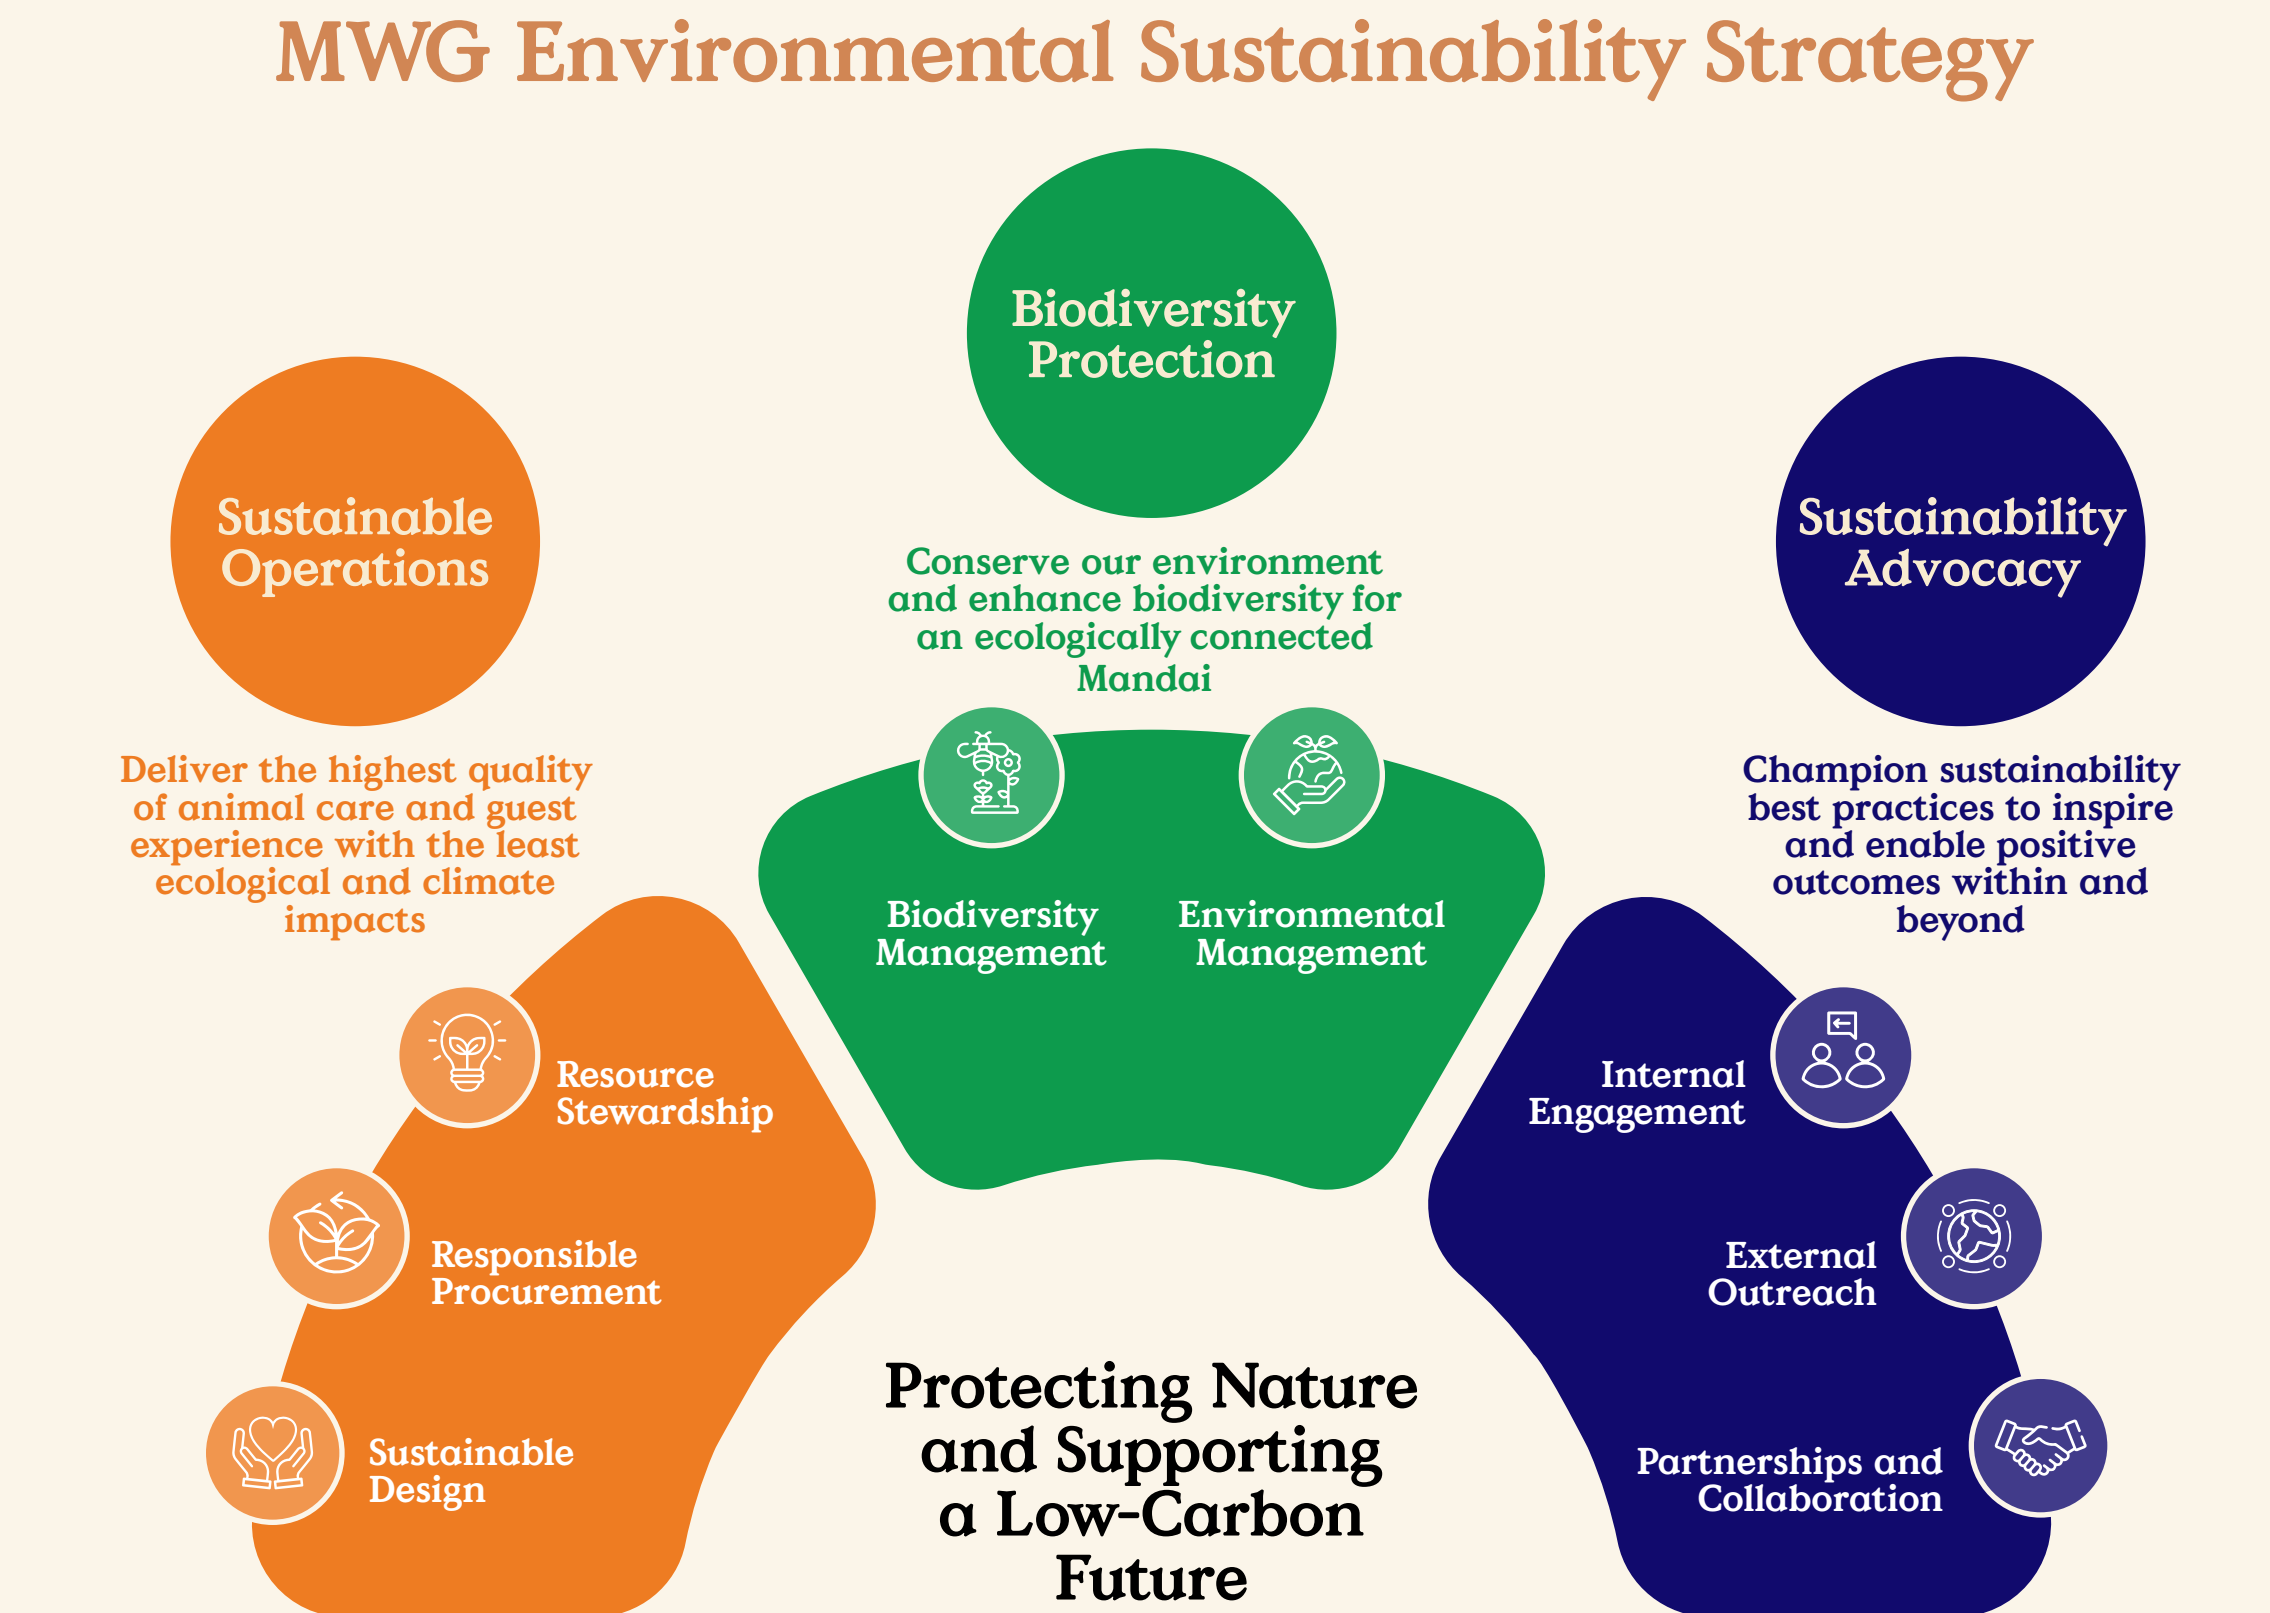 MWG Environmental Sustainability Strategy
Biodiversity
Protection
Conserve our environment
and enhance biodiversity for
an ecologically connected
Mandai
Biodiversity
Management
Environmental
Management
Sustainable
Operations
Deliver the highest quality
of animal care and guest
experience with the least
ecological and climate
impacts
Resource
Stewardship
Responsible
Procurement
Sustainable
Design
Sustainability
Advocacy
Champion sustainability
best practices to inspire
and enable positive
outcomes within and
beyond
Internal
Engagement
External
Outreach
Partnerships and
Collaboration
Protecting Nature
and Supporting
a Low-Carbon
Future